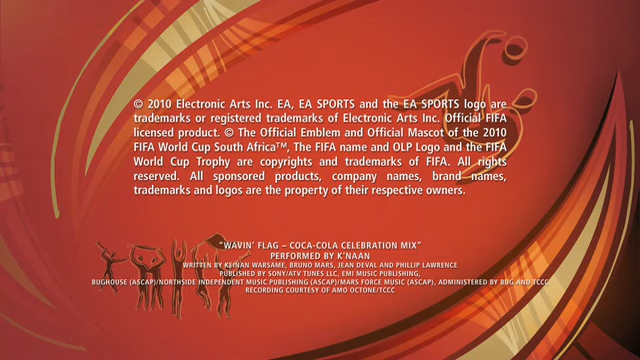 © 2010 Electronic Arts Inc. EA, EA SPORTS and the EA SPORTS logo are
trademarks or registered trademarks of Electronic Arts Inc. Official FIFA
licensed product. © The Official Emblem and Official Mascot of the 2010
FIFA World Cup South Africa™, The FIFA name and OLP Logo and the FIFA
World Cup Trophy are copyrights and trademarks of FIFA. All rights
reserved. All sponsored products, company names, brand names,
trademarks and logos are the property of their respective owners.
"WAVIN' FLAG – COCA-COLA CELEBRATION MIX"
PERFORMED BY K'NAAN
WRITTEN BY KEINAN WARSAME, BRUNO MARS, JEAN DEVAL AND PHILLIP LAWRENCE
PUBLISHED BY SONY/ATV TUNES LLC, EMI MUSIC PUBLISHING,
BUGHOUSE (ASCAP)/NORTHSIDE INDEPENDENT MUSIC PUBLISHING (ASCAP)/MARS FORCE MUSIC (ASCAP), ADMINISTERED BY BUG AND TCCC
RECORDING COURTESY OF AMO OCTONE/TCCC